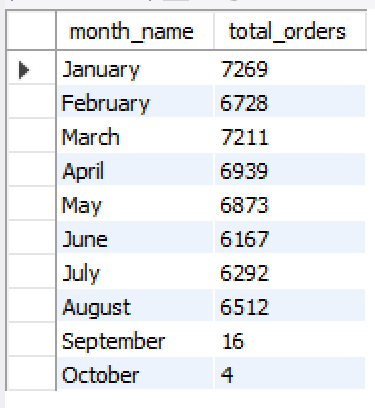 month_name total_orders
January 7269
February 6728
March 7211
April 6939
May 6873
June 6167
July 6292
August 6512
September 16
October 4